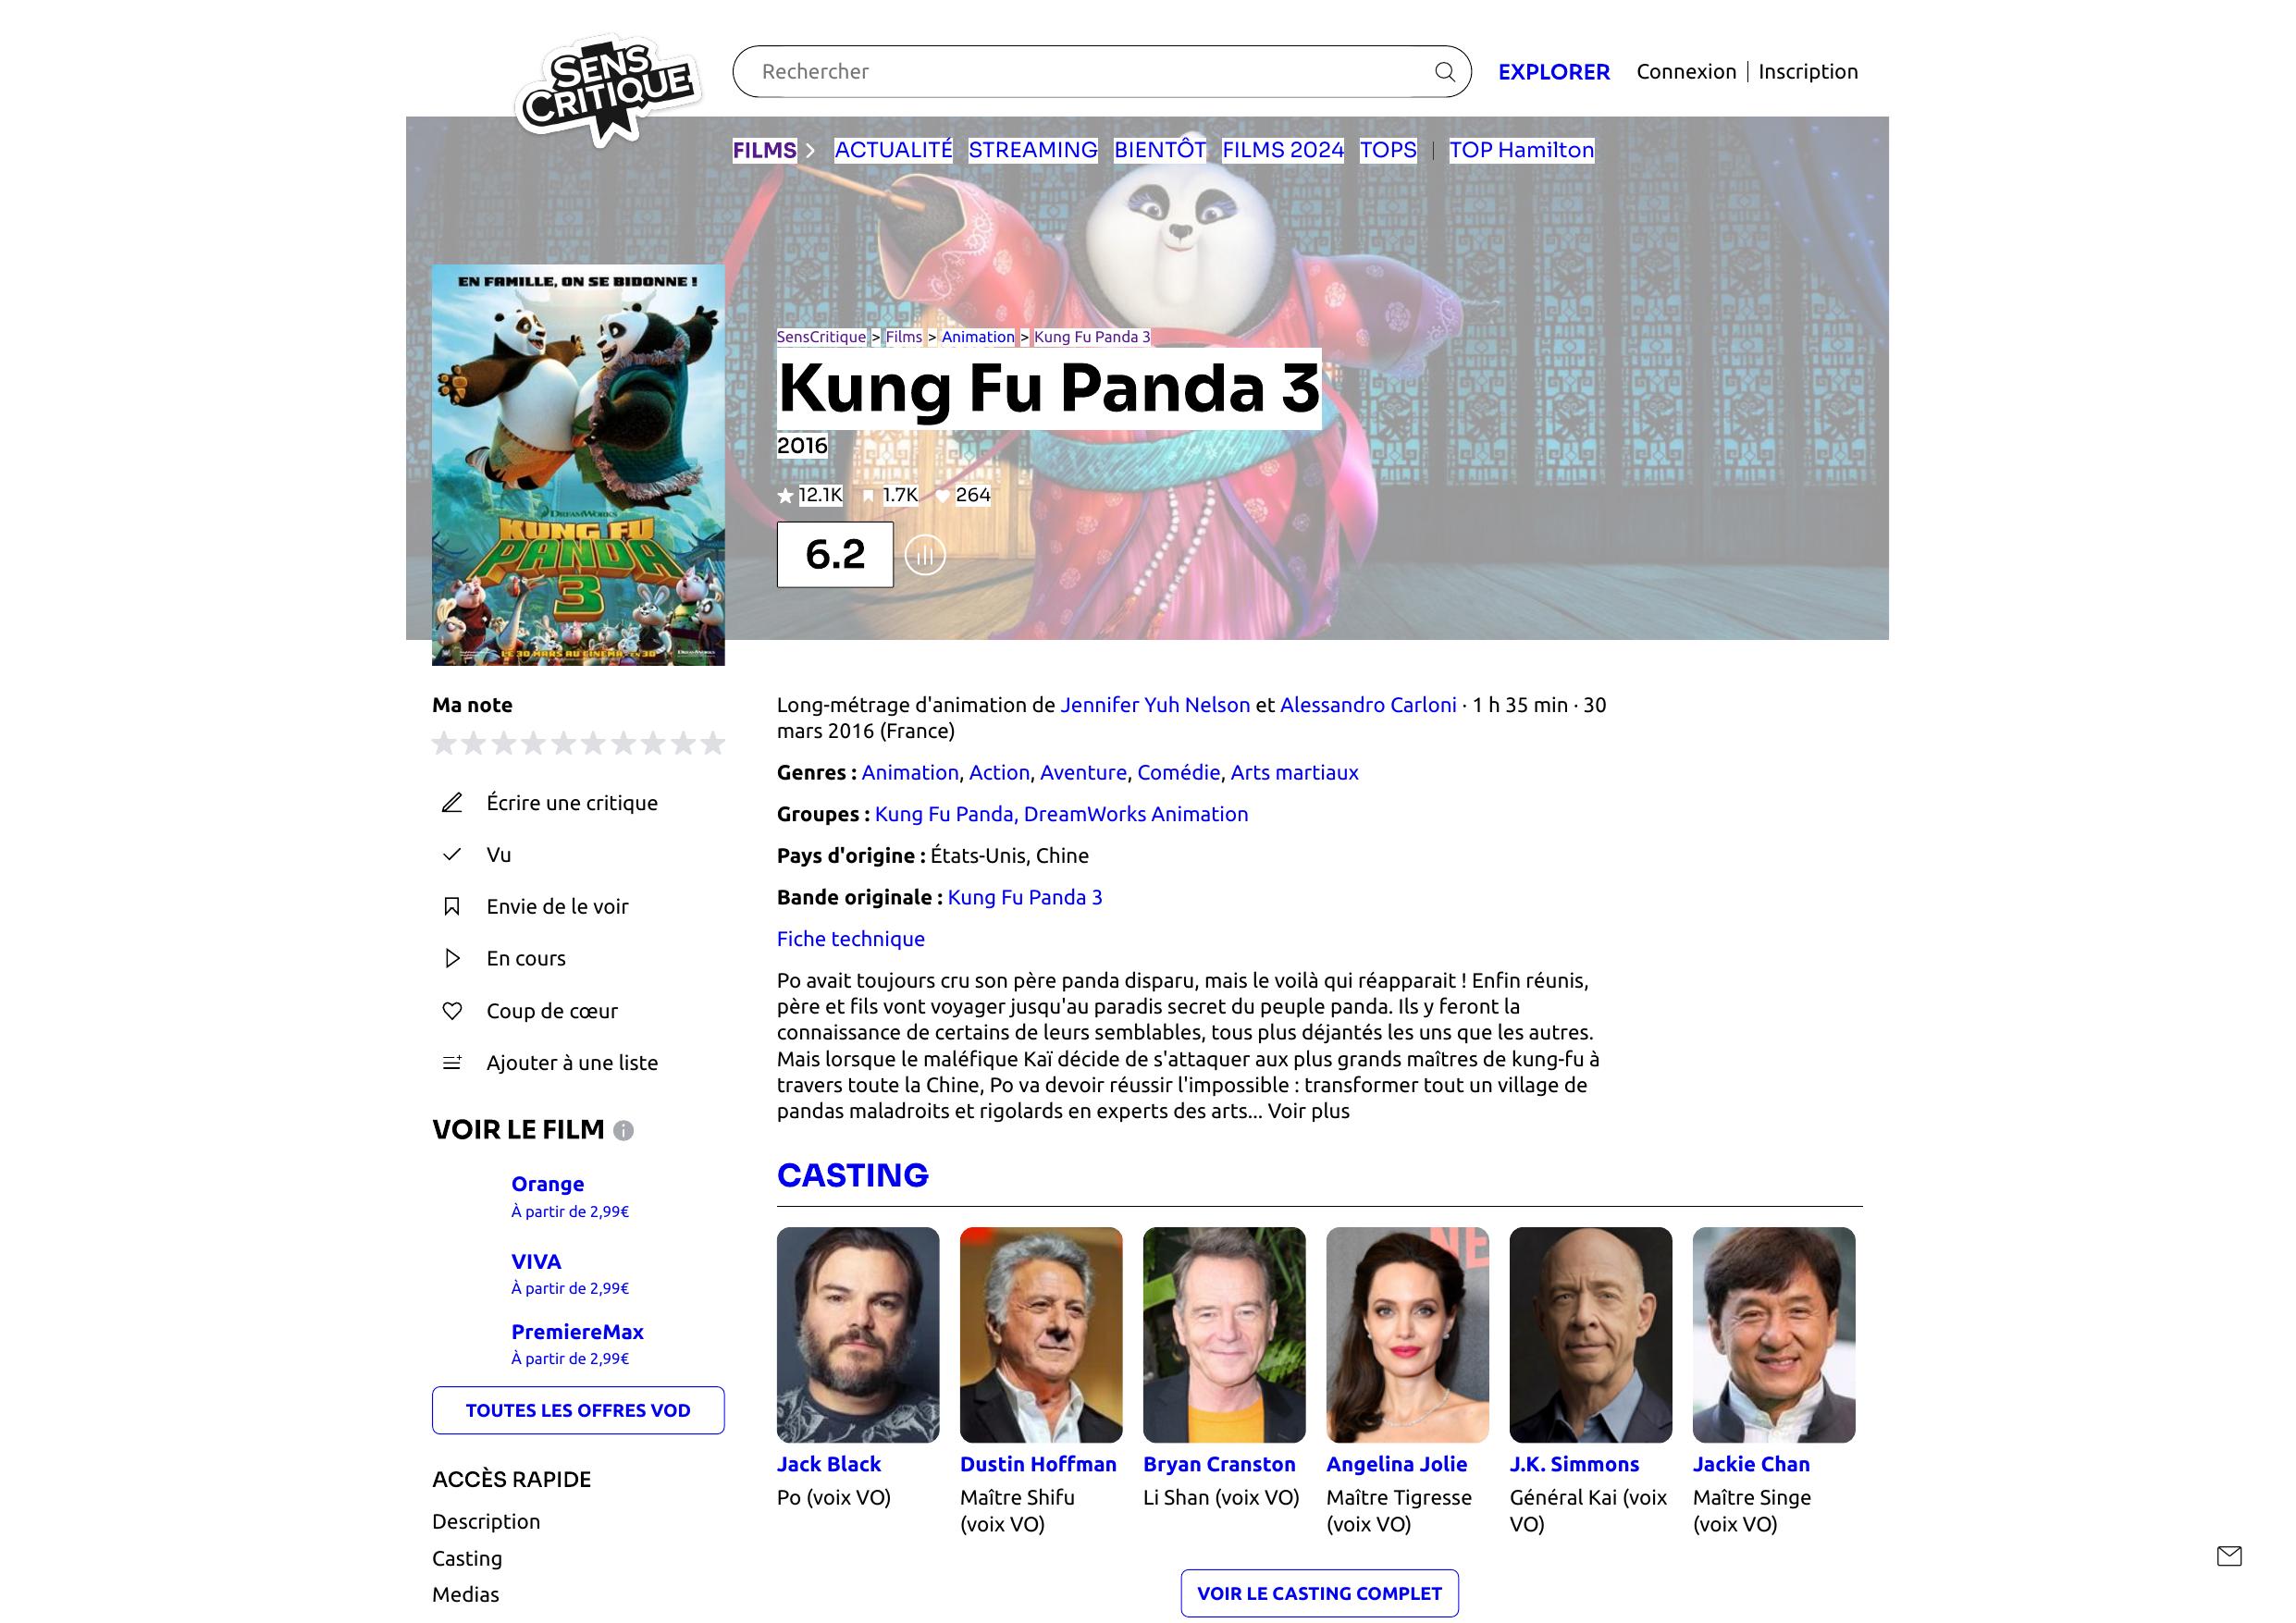 SENS
CRITIQUE
Rechercher
EXPLORER
Connexion | Inscription
FILMS
ACTUALITÉ
STREAMING
BIENTÔT
FILMS 2024
TOPS
TOP Hamilton
EN FAMILLE, ON SE BIDONNE !
DREAMWORKS
KUNG FU
PANDA
3
LE 30 MARS AU CINÉMA
SensCritique > Films > Animation > Kung Fu Panda 3
Kung Fu Panda 3
2016
12.1K 1.7K 264
6.2
Ma note
Écrire une critique
Vu
Envie de le voir
En cours
Coup de cœur
Ajouter à une liste
VOIR LE FILM
Orange
À partir de 2,99€
VIVA
À partir de 2,99€
PremiereMax
À partir de 2,99€
TOUTES LES OFFRES VOD
ACCÈS RAPIDE
Description
Casting
Medias
Long-métrage d'animation de Jennifer Yuh Nelson et Alessandro Carloni · 1 h 35 min · 30
mars 2016 (France)
Genres : Animation, Action, Aventure, Comédie, Arts martiaux
Groupes : Kung Fu Panda, DreamWorks Animation
Pays d'origine : États-Unis, Chine
Bande originale : Kung Fu Panda 3
Fiche technique
Po avait toujours cru son père panda disparu, mais le voilà qui réapparait ! Enfin réunis,
père et fils vont voyager jusqu'au paradis secret du peuple panda. Ils y feront la
connaissance de certains de leurs semblables, tous plus déjantés les uns que les autres.
Mais lorsque le maléfique Kaï décide de s'attaquer aux plus grands maîtres de kung-fu à
travers toute la Chine, Po va devoir réussir l'impossible : transformer tout un village de
pandas maladroits et rigolards en experts des arts... Voir plus
CASTING
NE
Jack Black
Po (voix VO)
Dustin Hoffman
Maître Shifu
(voix VO)
Bryan Cranston
Li Shan (voix VO)
Angelina Jolie
Maître Tigresse
(voix VO)
J.K. Simmons
Général Kai (voix
VO)
Jackie Chan
Maître Singe
(voix VO)
VOIR LE CASTING COMPLET